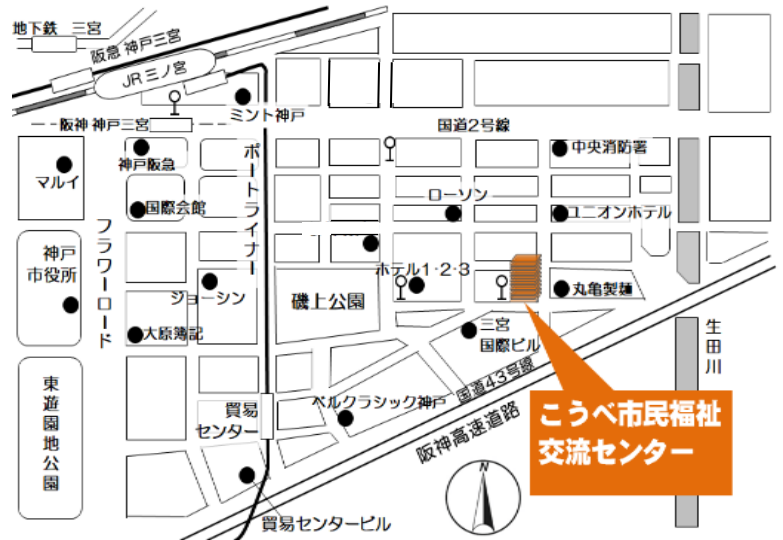 地下鉄 三宮
阪急 神戸三宮
JR 三ノ宮
ミント神戸
阪神 神戸三宮
国道2号線
中央消防署
マルイ
神戸阪急
ポートライナー
ローソン
国際会館
ユニオンホテル
フラワーロード
神戸
市役所
ジョーシン
磯上公園
ホテル1・2・3
丸亀製麺
大原簿記
三宮
国際ビル
生田川
国道43号線
東遊園地公園
貿易
センター
ベルクラシック神戸
阪神高速道路
こうべ市民福祉
交流センター
N
貿易センタービル